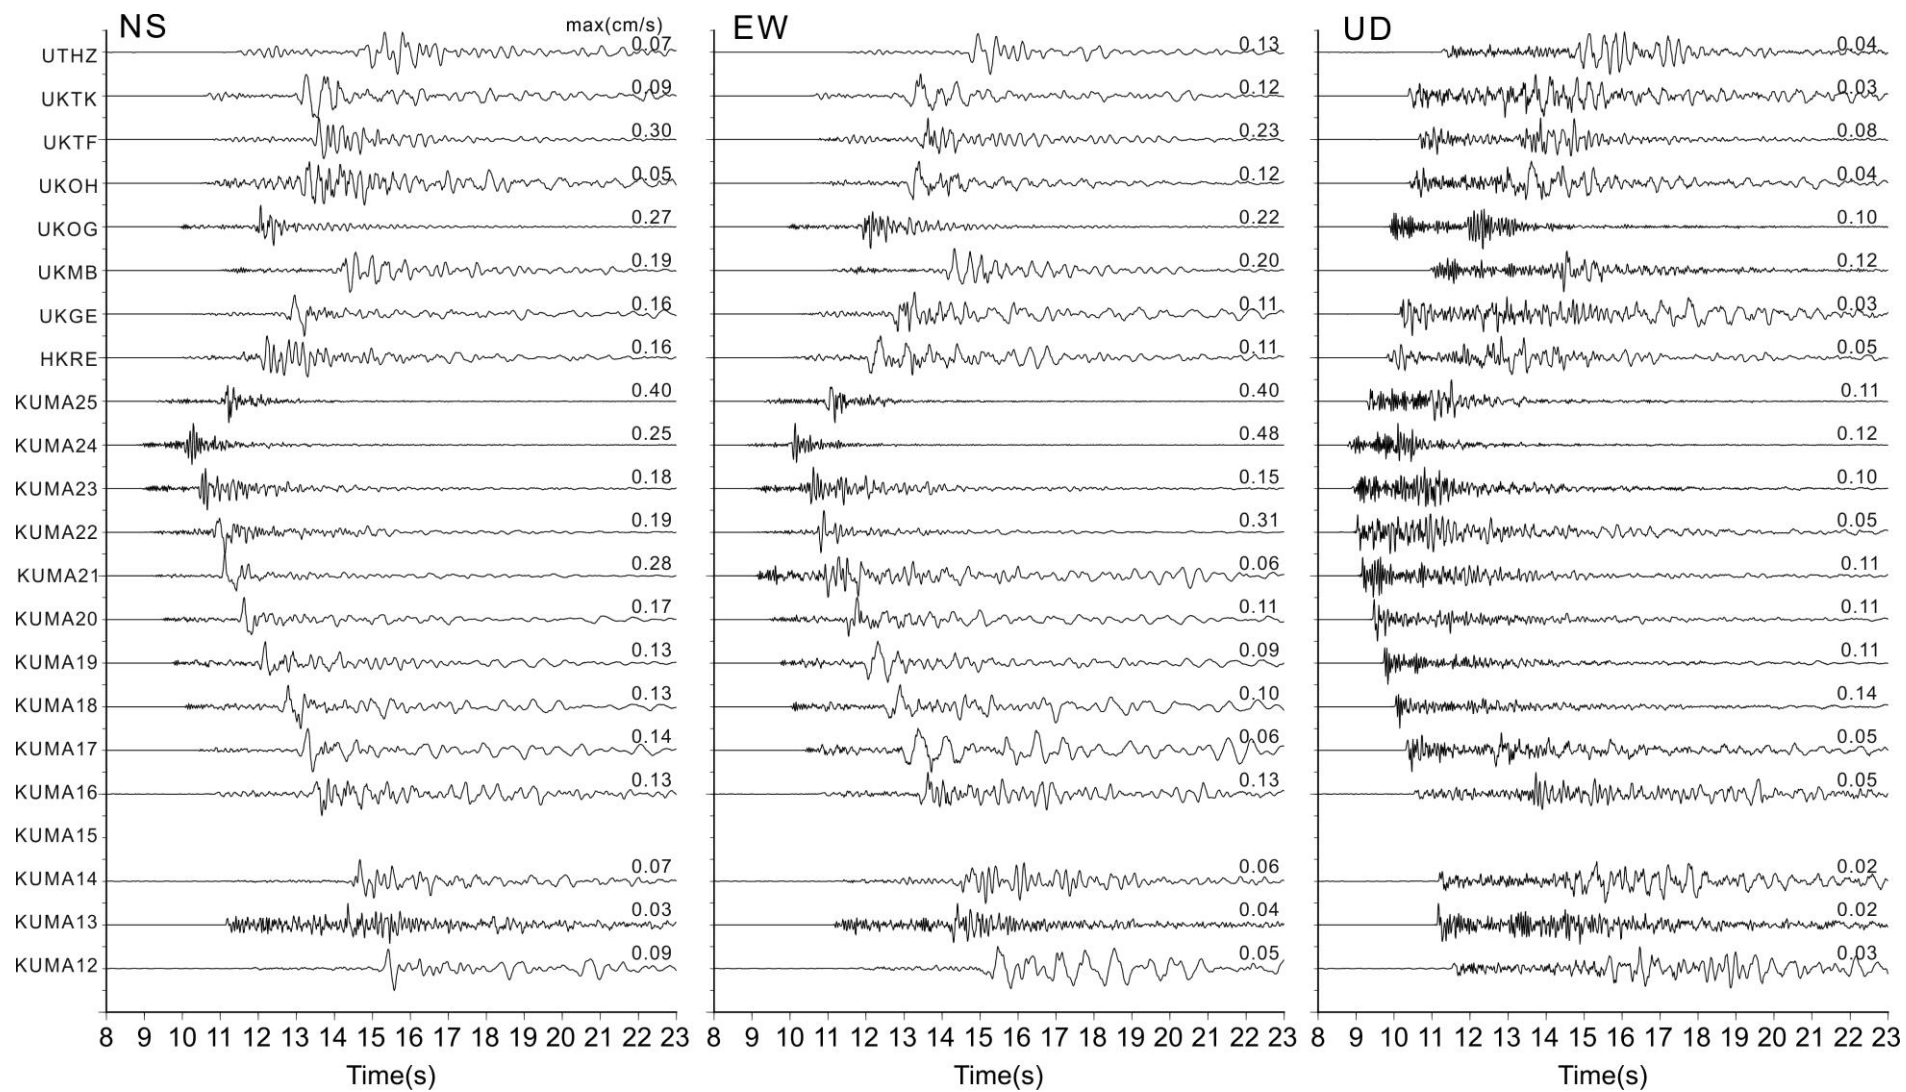 NS max(cm/s) EW UD
UTHZ 0.07 0.13 0.04
UKTK 0.09 0.12 0.03
UKTF 0.30 0.23 0.08
UKOH 0.05 0.12 0.04
UKOG 0.27 0.22 0.10
UKMB 0.19 0.20 0.12
UKGE 0.16 0.11 0.03
HKRE 0.16 0.11 0.05
KUMA25 0.40 0.40 0.11
KUMA24 0.25 0.48 0.12
KUMA23 0.18 0.15 0.10
KUMA22 0.19 0.31 0.05
KUMA21 0.28 0.06 0.11
KUMA20 0.17 0.11 0.11
KUMA19 0.13 0.09 0.11
KUMA18 0.13 0.10 0.14
KUMA17 0.14 0.06 0.05
KUMA16 0.13 0.13 0.05
KUMA15
KUMA14 0.07 0.06 0.02
KUMA13 0.03 0.04 0.02
KUMA12 0.09 0.05 0.03
8 9 10 11 12 13 14 15 16 17 18 19 20 21 22 23 8 9 10 11 12 13 14 15 16 17 18 19 20 21 22 23 8 9 10 11 12 13 14 15 16 17 18 19 20 21 22 23
Time(s) Time(s) Time(s)